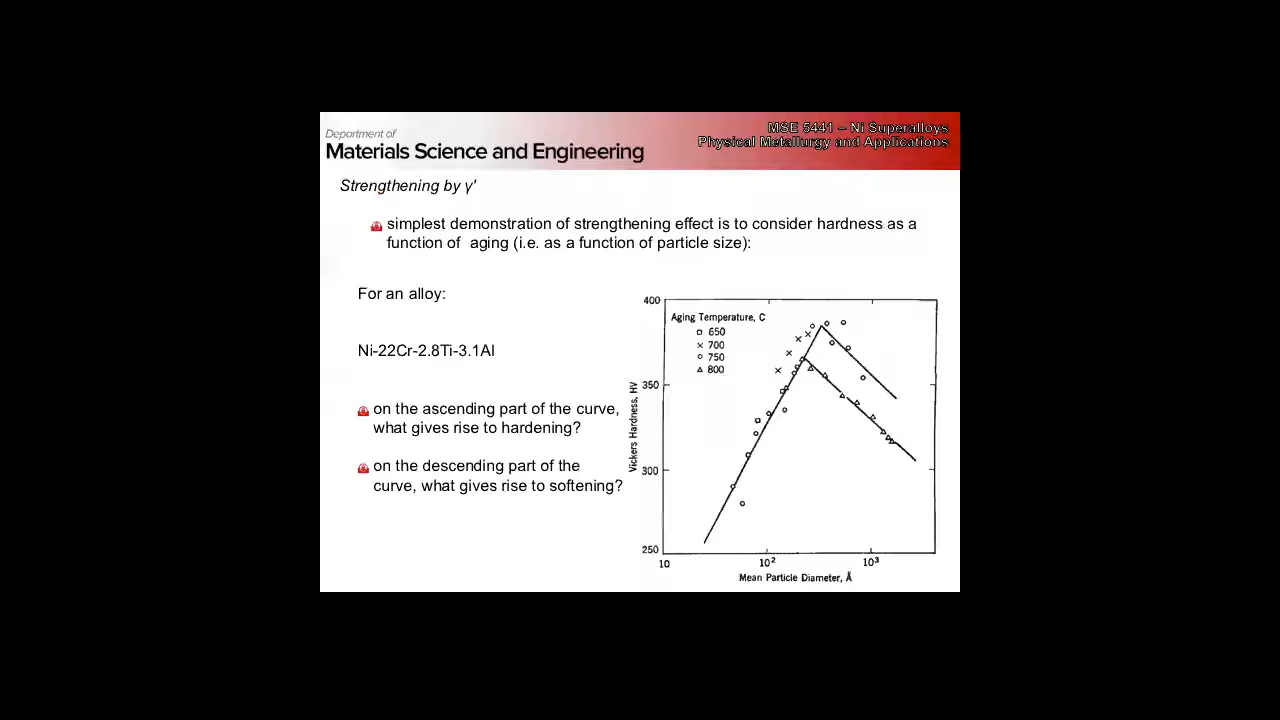 Department of
Materials Science and Engineering
MSE 5441 – Ni Superalloys
Physical Metallurgy and Applications
Strengthening by γ'
simplest demonstration of strengthening effect is to consider hardness as a
function of aging (i.e. as a function of particle size):
For an alloy:
Ni-22Cr-2.8Ti-3.1Al
on the ascending part of the curve,
what gives rise to hardening?
on the descending part of the
curve, what gives rise to softening?
400
350
300
250
Vickers Hardness, HV
Aging Temperature, C
650
700
750
800
10
10²
10³
Mean Particle Diameter, Å